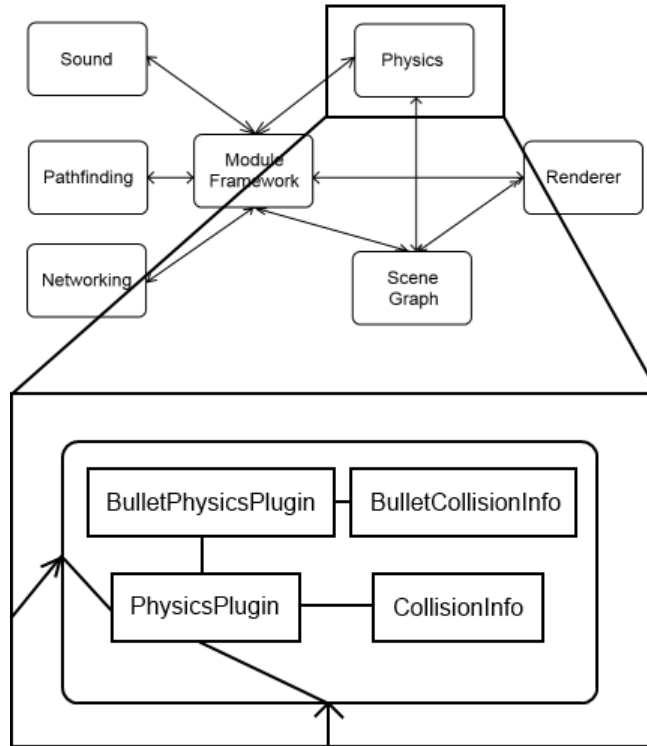 Sound
Physics
Pathfinding
Module
Framework
Renderer
Networking
Scene
Graph
BulletPhysicsPlugin
BulletCollisionInfo
PhysicsPlugin
CollisionInfo